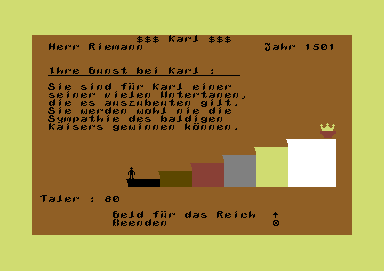 $$$ Karl $$$
Herr Riemann Jahr 1501
Ihre Gunst bei Karl :
Sie sind für Karl einer
seiner vielen Untertanen,
die es auszubeuten gilt.
Sie werden wohl nie die
Sympathie des baldigen
Kaisers gewinnen können.
Taler : 80
Geld für das Reich ↑
Beenden 0